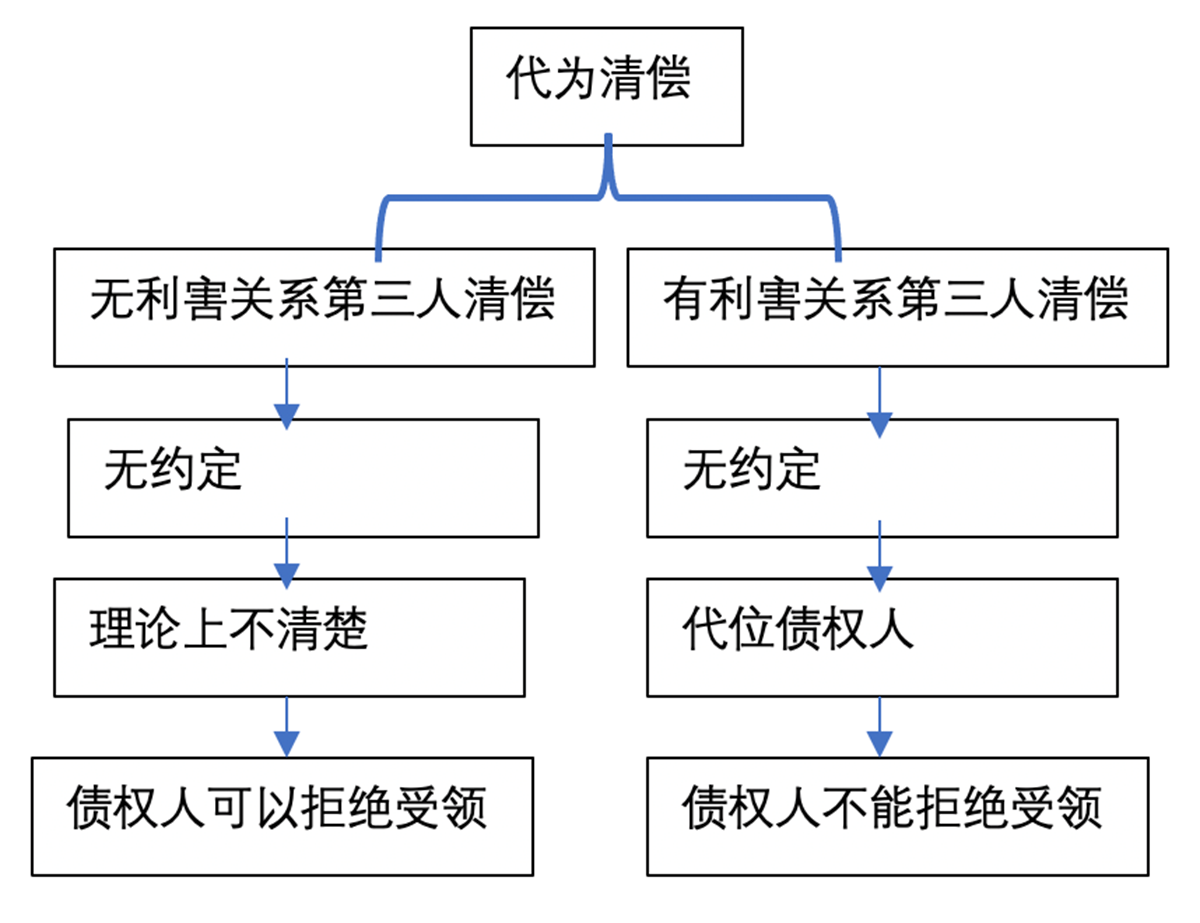 代为清偿
无利害关系第三人清偿
有利害关系第三人清偿
无约定
无约定
理论上不清楚
代位债权人
债权人可以拒绝受领
债权人不能拒绝受领